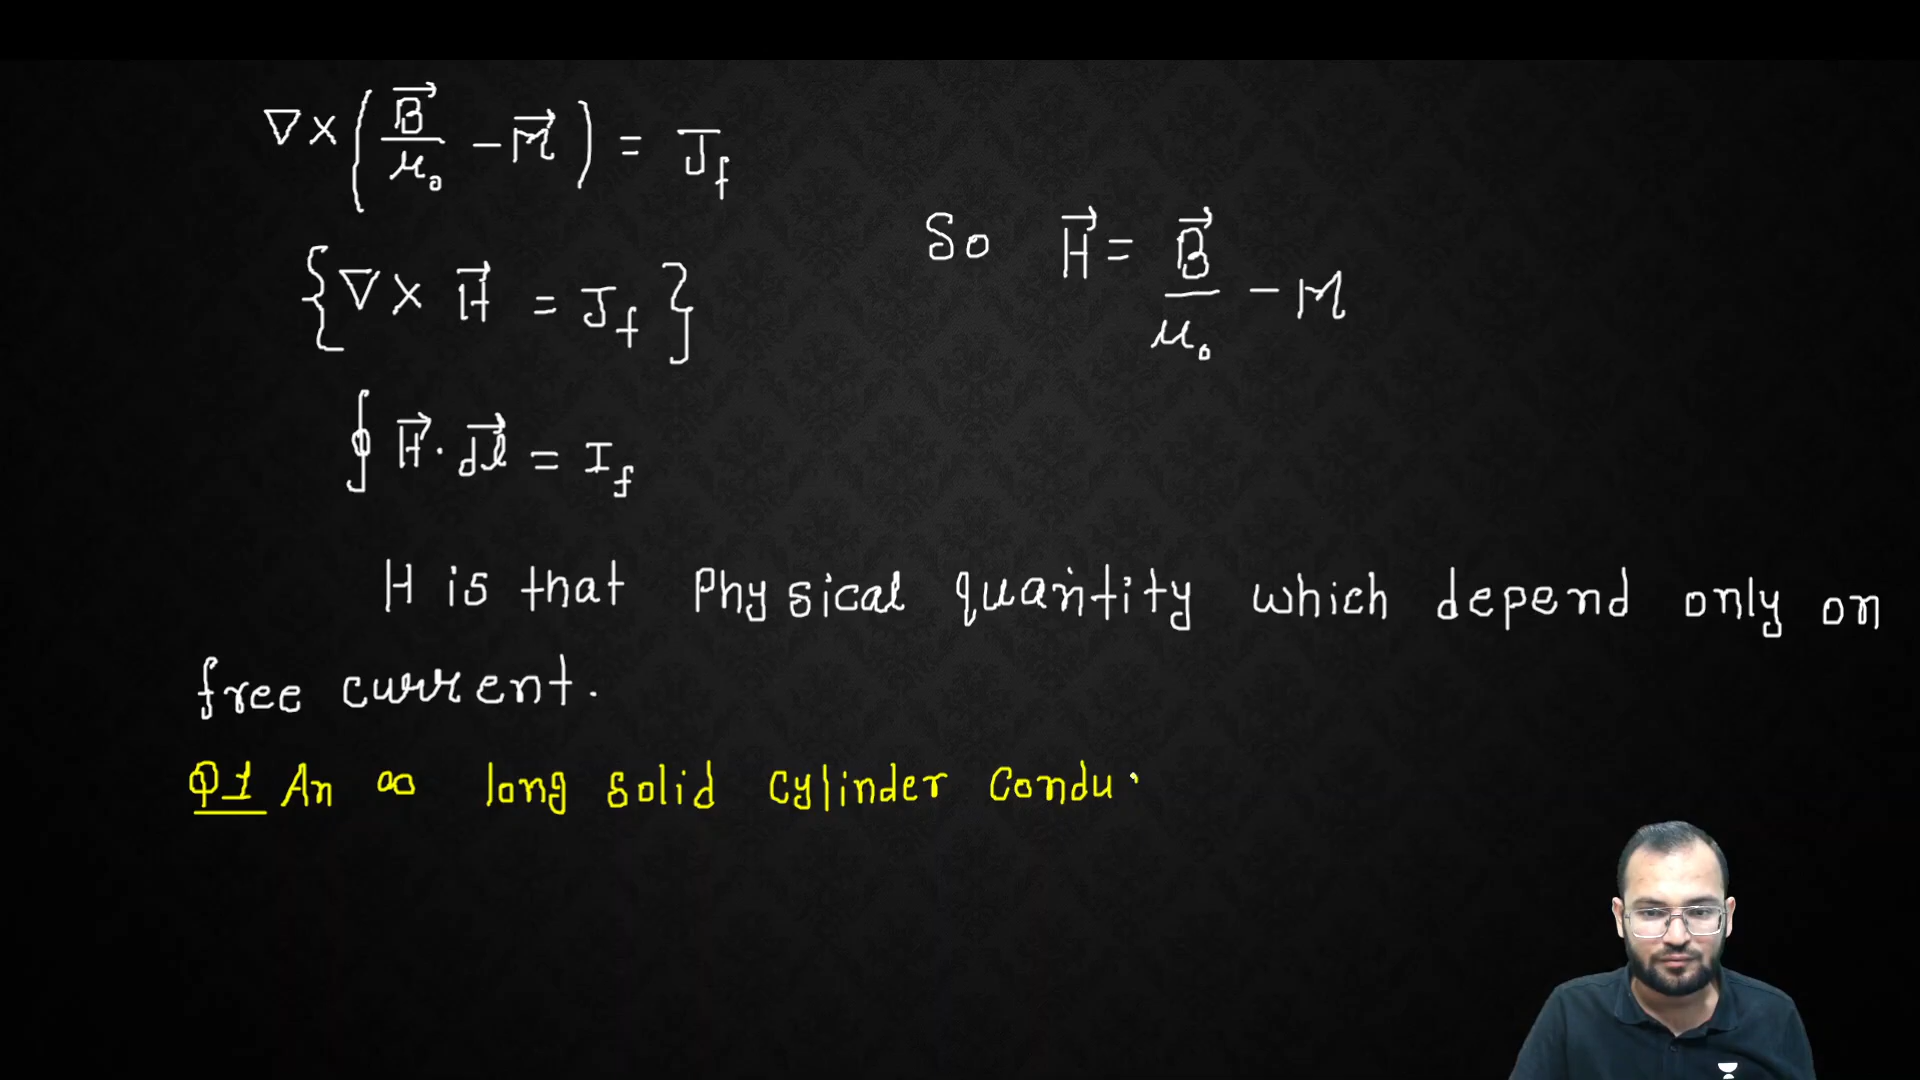 ∇×(B⃗/μ₀ − M⃗) = J̅_f
{∇× H⃗ = J_f}
So H⃗ = B⃗/μ₀ − M
∮ H⃗ · dl⃗ = I_f
H is that Physical quantity which depend only on
free current.
Q1 An ∞ long solid cylinder condu